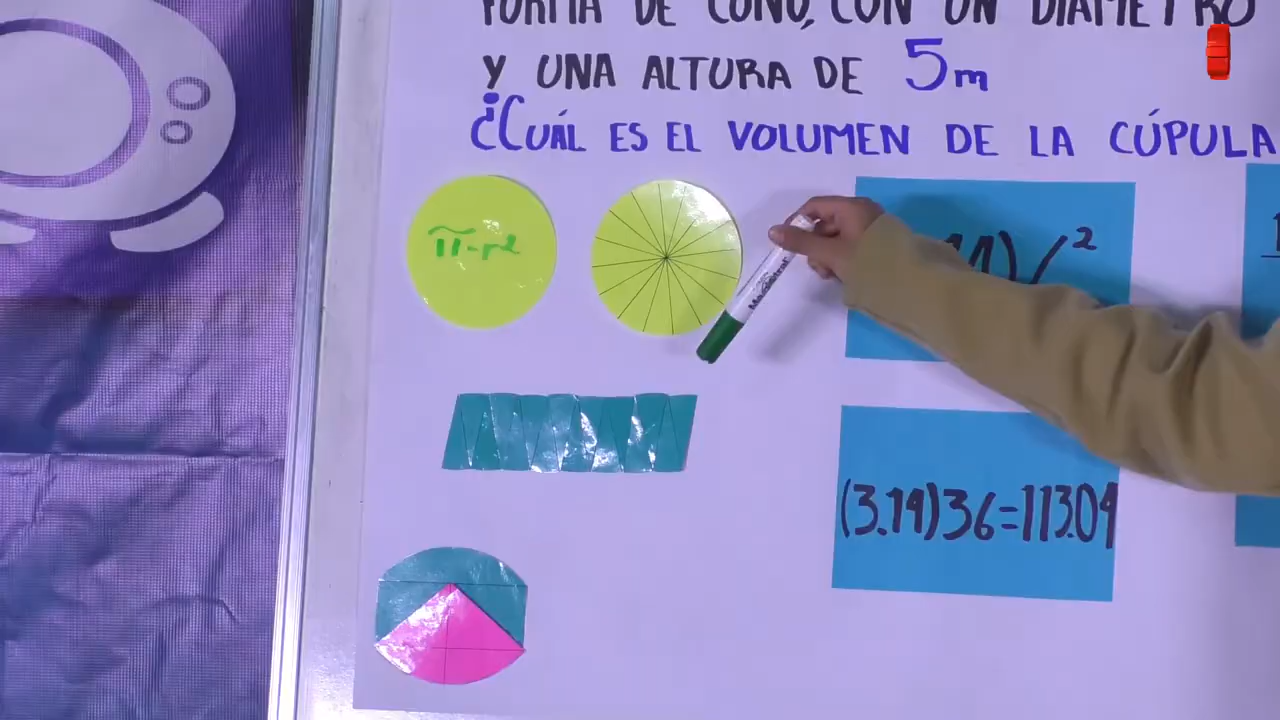 FORMA DE CONO, CON UN DIAMETRO
Y UNA ALTURA DE 5m
¿CUÁL ES EL VOLUMEN DE LA CÚPULA
π-r²
(3.14)36=113.04